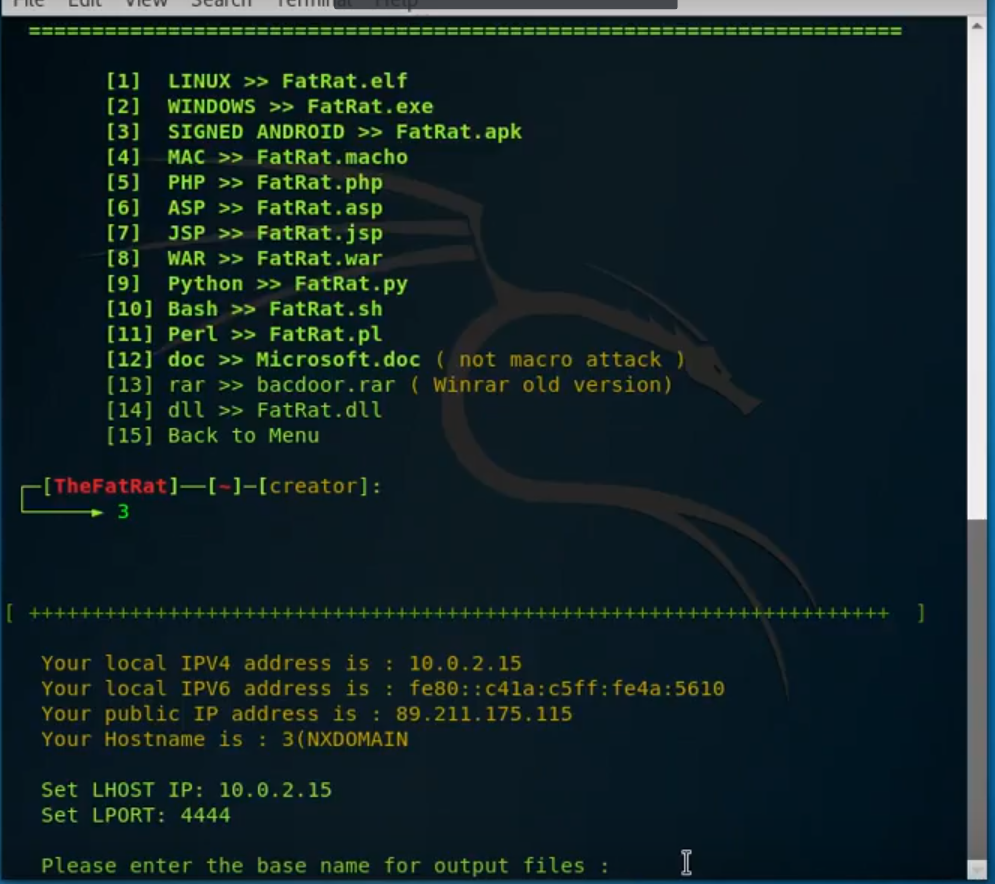 File Edit View Search Terminal Help
=====================================================================
[1] LINUX >> FatRat.elf
[2] WINDOWS >> FatRat.exe
[3] SIGNED ANDROID >> FatRat.apk
[4] MAC >> FatRat.macho
[5] PHP >> FatRat.php
[6] ASP >> FatRat.asp
[7] JSP >> FatRat.jsp
[8] WAR >> FatRat.war
[9] Python >> FatRat.py
[10] Bash >> FatRat.sh
[11] Perl >> FatRat.pl
[12] doc >> Microsoft.doc ( not macro attack )
[13] rar >> bacdoor.rar ( Winrar old version)
[14] dll >> FatRat.dll
[15] Back to Menu
┌─[TheFatRat]──[~]─[creator]:
└─────► 3
[ ++++++++++++++++++++++++++++++++++++++++++++++++++++++++++++++++++++ ]
Your local IPV4 address is : 10.0.2.15
Your local IPV6 address is : fe80::c41a:c5ff:fe4a:5610
Your public IP address is : 89.211.175.115
Your Hostname is : 3(NXDOMAIN
Set LHOST IP: 10.0.2.15
Set LPORT: 4444
Please enter the base name for output files :